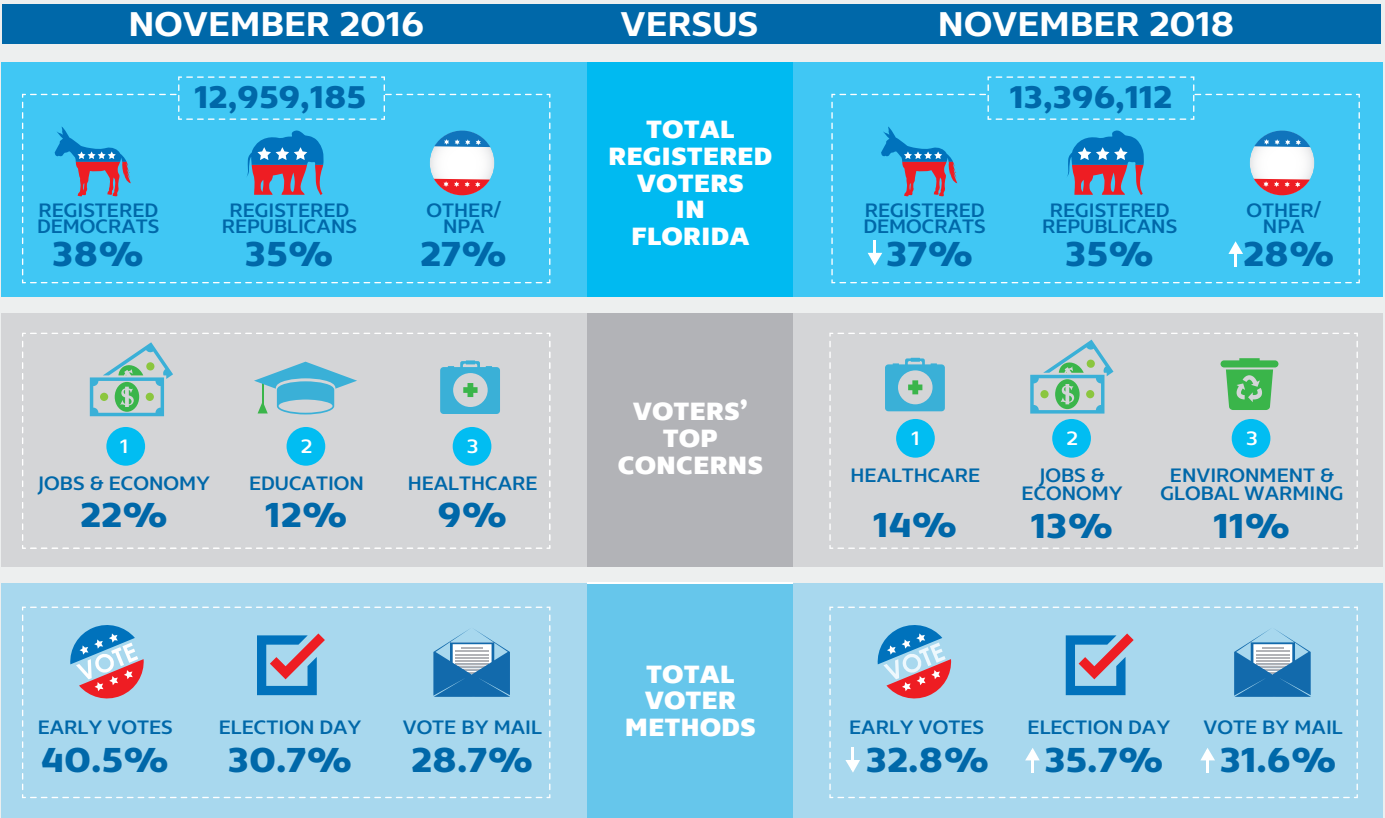 NOVEMBER 2016
VERSUS
NOVEMBER 2018
12,959,185
REGISTERED
DEMOCRATS
38%
REGISTERED
REPUBLICANS
35%
OTHER/
NPA
27%
TOTAL
REGISTERED
VOTERS
IN
FLORIDA
13,396,112
REGISTERED
DEMOCRATS
37%
REGISTERED
REPUBLICANS
35%
OTHER/
NPA
28%
$
1
JOBS & ECONOMY
22%
2
EDUCATION
12%
3
HEALTHCARE
9%
VOTERS’
TOP
CONCERNS
1
HEALTHCARE
14%
$
2
JOBS &
ECONOMY
13%
3
ENVIRONMENT &
GLOBAL WARMING
11%
VOTE
EARLY VOTES
40.5%
ELECTION DAY
30.7%
VOTE BY MAIL
28.7%
TOTAL
VOTER
METHODS
VOTE
EARLY VOTES
32.8%
ELECTION DAY
35.7%
VOTE BY MAIL
31.6%